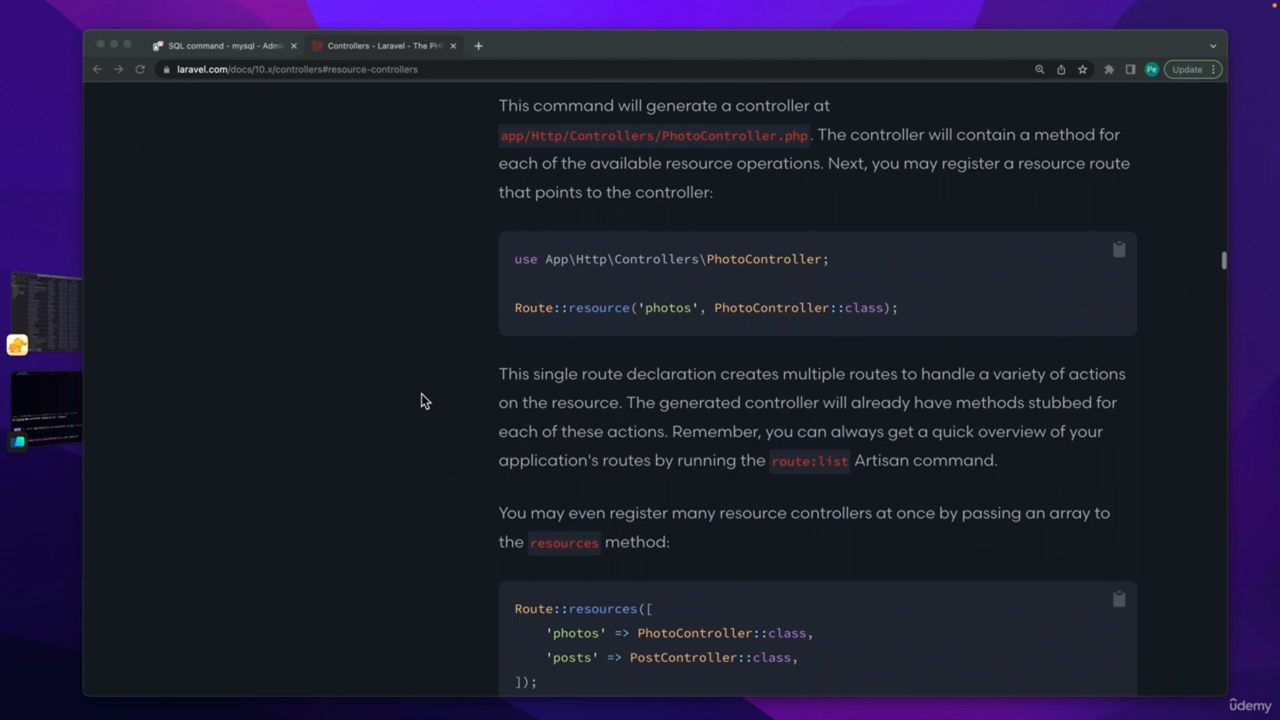 SQL command - mysql - Admi
Controllers - Laravel - The PH
laravel.com/docs/10.x/controllers#resource-controllers
Pe
Update
This command will generate a controller at
app/Http/Controllers/PhotoController.php. The controller will contain a method for
each of the available resource operations. Next, you may register a resource route
that points to the controller:
use App\Http\Controllers\PhotoController;
Route::resource('photos', PhotoController::class);
This single route declaration creates multiple routes to handle a variety of actions
on the resource. The generated controller will already have methods stubbed for
each of these actions. Remember, you can always get a quick overview of your
application's routes by running the route:list Artisan command.
You may even register many resource controllers at once by passing an array to
the resources method:
Route::resources([
'photos' => PhotoController::class,
'posts' => PostController::class,
]);
ûdemy